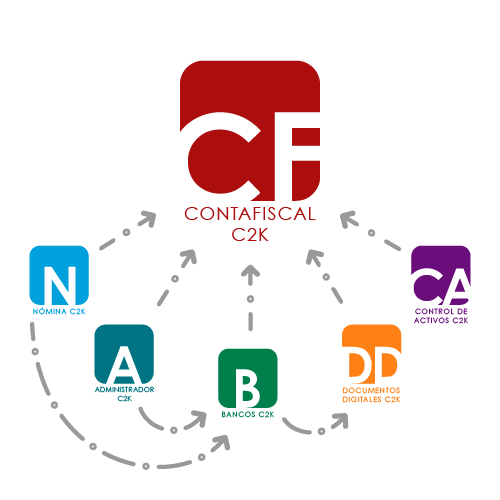 CF
CONTAFISCAL
C2K
N
NÓMINA C2K
CA
CONTROL DE
ACTIVOS C2K
A
ADMINISTRADOR
C2K
B
BANCOS C2K
DD
DOCUMENTOS
DIGITALES C2K